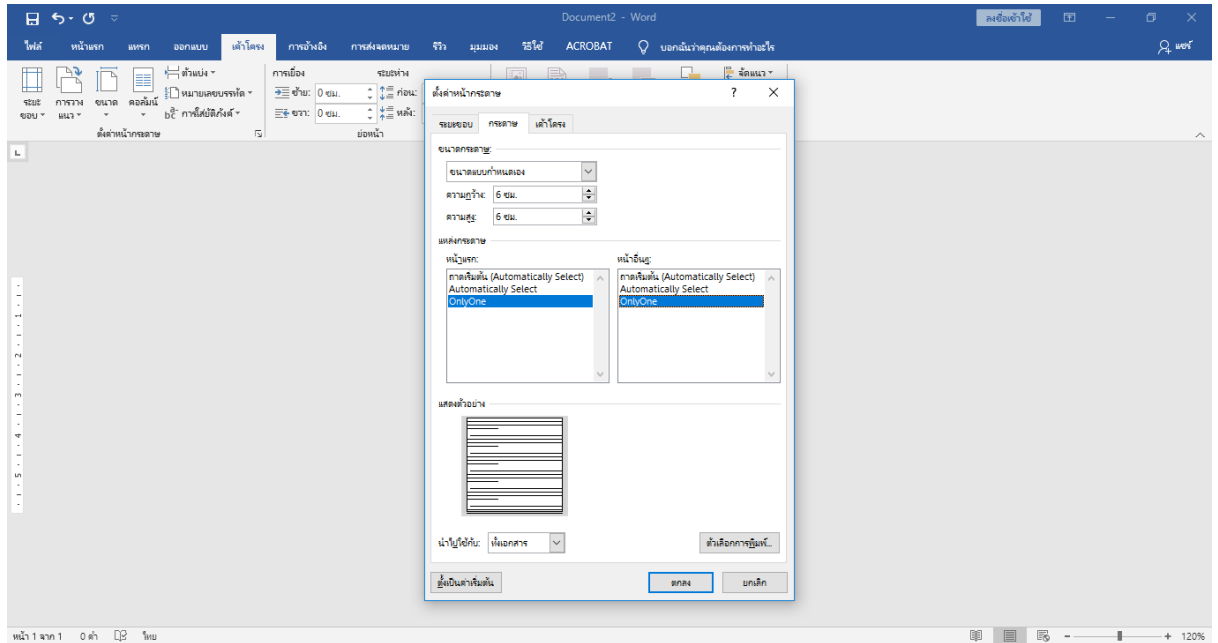 Document2 - Word
ลงชื่อเข้าใช้
ไฟล์ หน้าแรก แทรก ออกแบบ เค้าโครง การอ้างอิง การส่งจดหมาย รีวิว มุมมอง วิธีใช้ ACROBAT บอกฉันว่าคุณต้องการทำอะไร แชร์
ระยะขอบ การวางแนว ขนาด คอลัมน์
ตัวแบ่ง
หมายเลขบรรทัด
การใส่ยัติภังค์
ตั้งค่าหน้ากระดาษ
การเยื้อง ระยะห่าง
ซ้าย: 0 ซม. ก่อน:
ขวา: 0 ซม. หลัง:
ย่อหน้า
จัดแนว
ตั้งค่าหน้ากระดาษ ?
ระยะขอบ กระดาษ เค้าโครง
ขนาดกระดาษ:
ขนาดแบบกำหนดเอง
ความกว้าง: 6 ซม.
ความสูง: 6 ซม.
แหล่งกระดาษ
หน้าแรก: หน้าอื่นๆ:
ถาดเริ่มต้น (Automatically Select) ถาดเริ่มต้น (Automatically Select)
Automatically Select Automatically Select
OnlyOne OnlyOne
แสดงตัวอย่าง
นำไปใช้กับ: ทั้งเอกสาร ตัวเลือกการพิมพ์...
ตั้งเป็นค่าเริ่มต้น ตกลง ยกเลิก
1 2 3 4 5
หน้า 1 จาก 1 0 คำ ไทย 120%